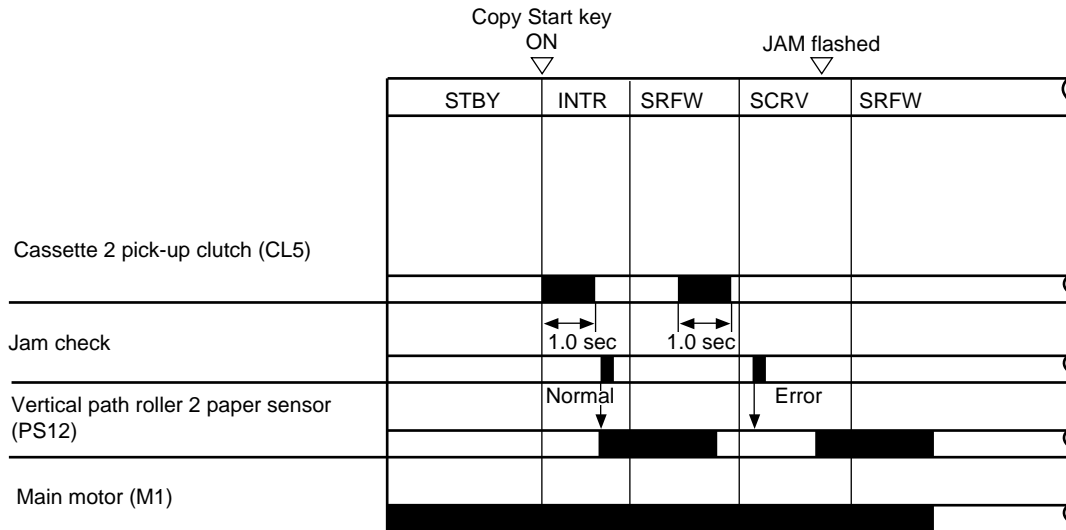 Copy Start key
ON
JAM flashed
STBY INTR SRFW SCRV SRFW
Cassette 2 pick-up clutch (CL5)
1.0 sec 1.0 sec
Jam check
Normal Error
Vertical path roller 2 paper sensor
(PS12)
Main motor (M1)